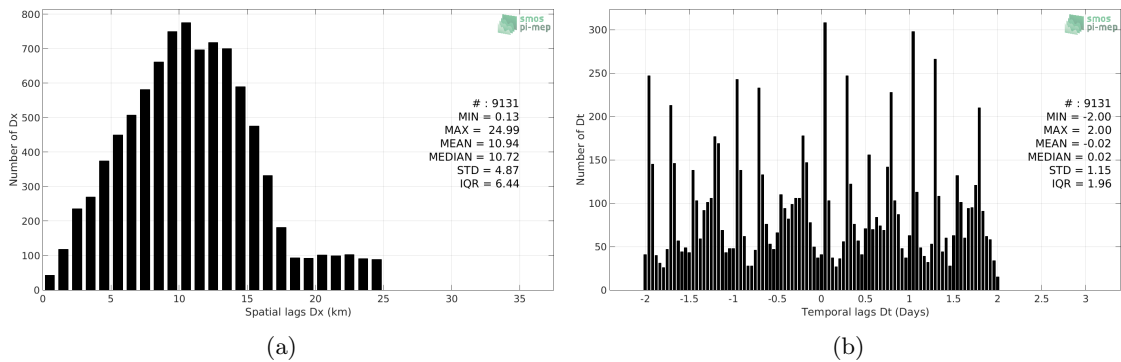 800
700
600
500
400
300
200
100
0
Number of Dx
0 5 10 15 20 25 30 35
Spatial lags Dx (km)
smos
pi-mep
# : 9131
MIN = 0.13
MAX = 24.99
MEAN = 10.94
MEDIAN = 10.72
STD = 4.87
IQR = 6.44
(a)
300
250
200
150
100
50
0
Number of Dt
-2 -1.5 -1 -0.5 0 0.5 1 1.5 2 2.5 3
Temporal lags Dt (Days)
smos
pi-mep
# : 9131
MIN = -2.00
MAX = 2.00
MEAN = -0.02
MEDIAN = 0.02
STD = 1.15
IQR = 1.96
(b)